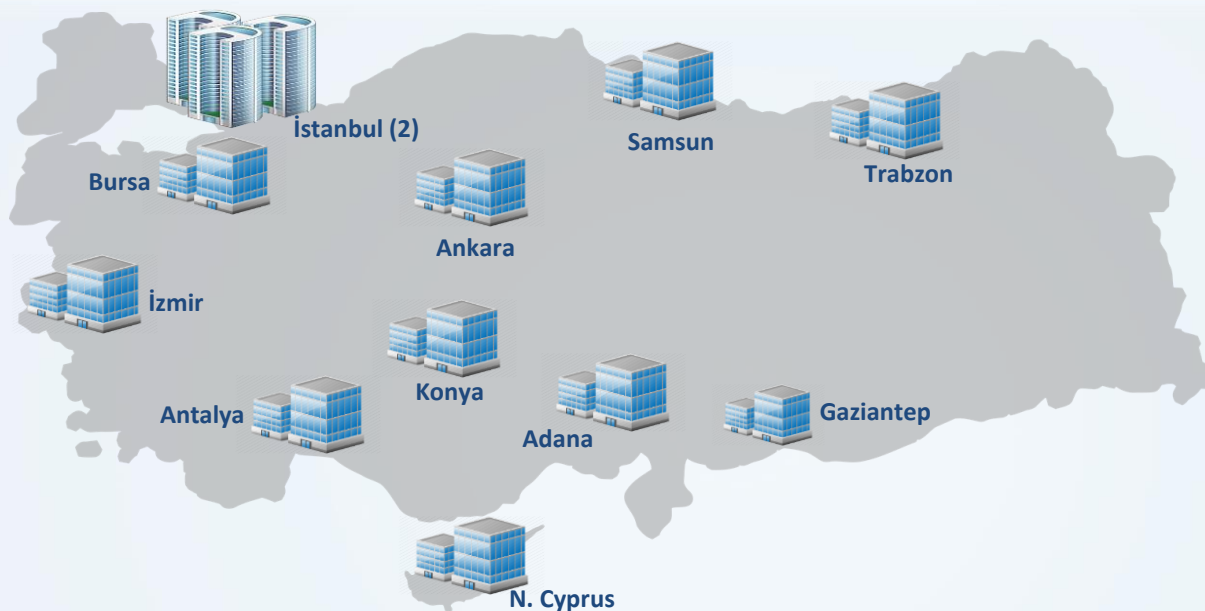 İstanbul (2)
Samsun
Trabzon
Bursa
Ankara
İzmir
Konya
Antalya
Adana
Gaziantep
N. Cyprus